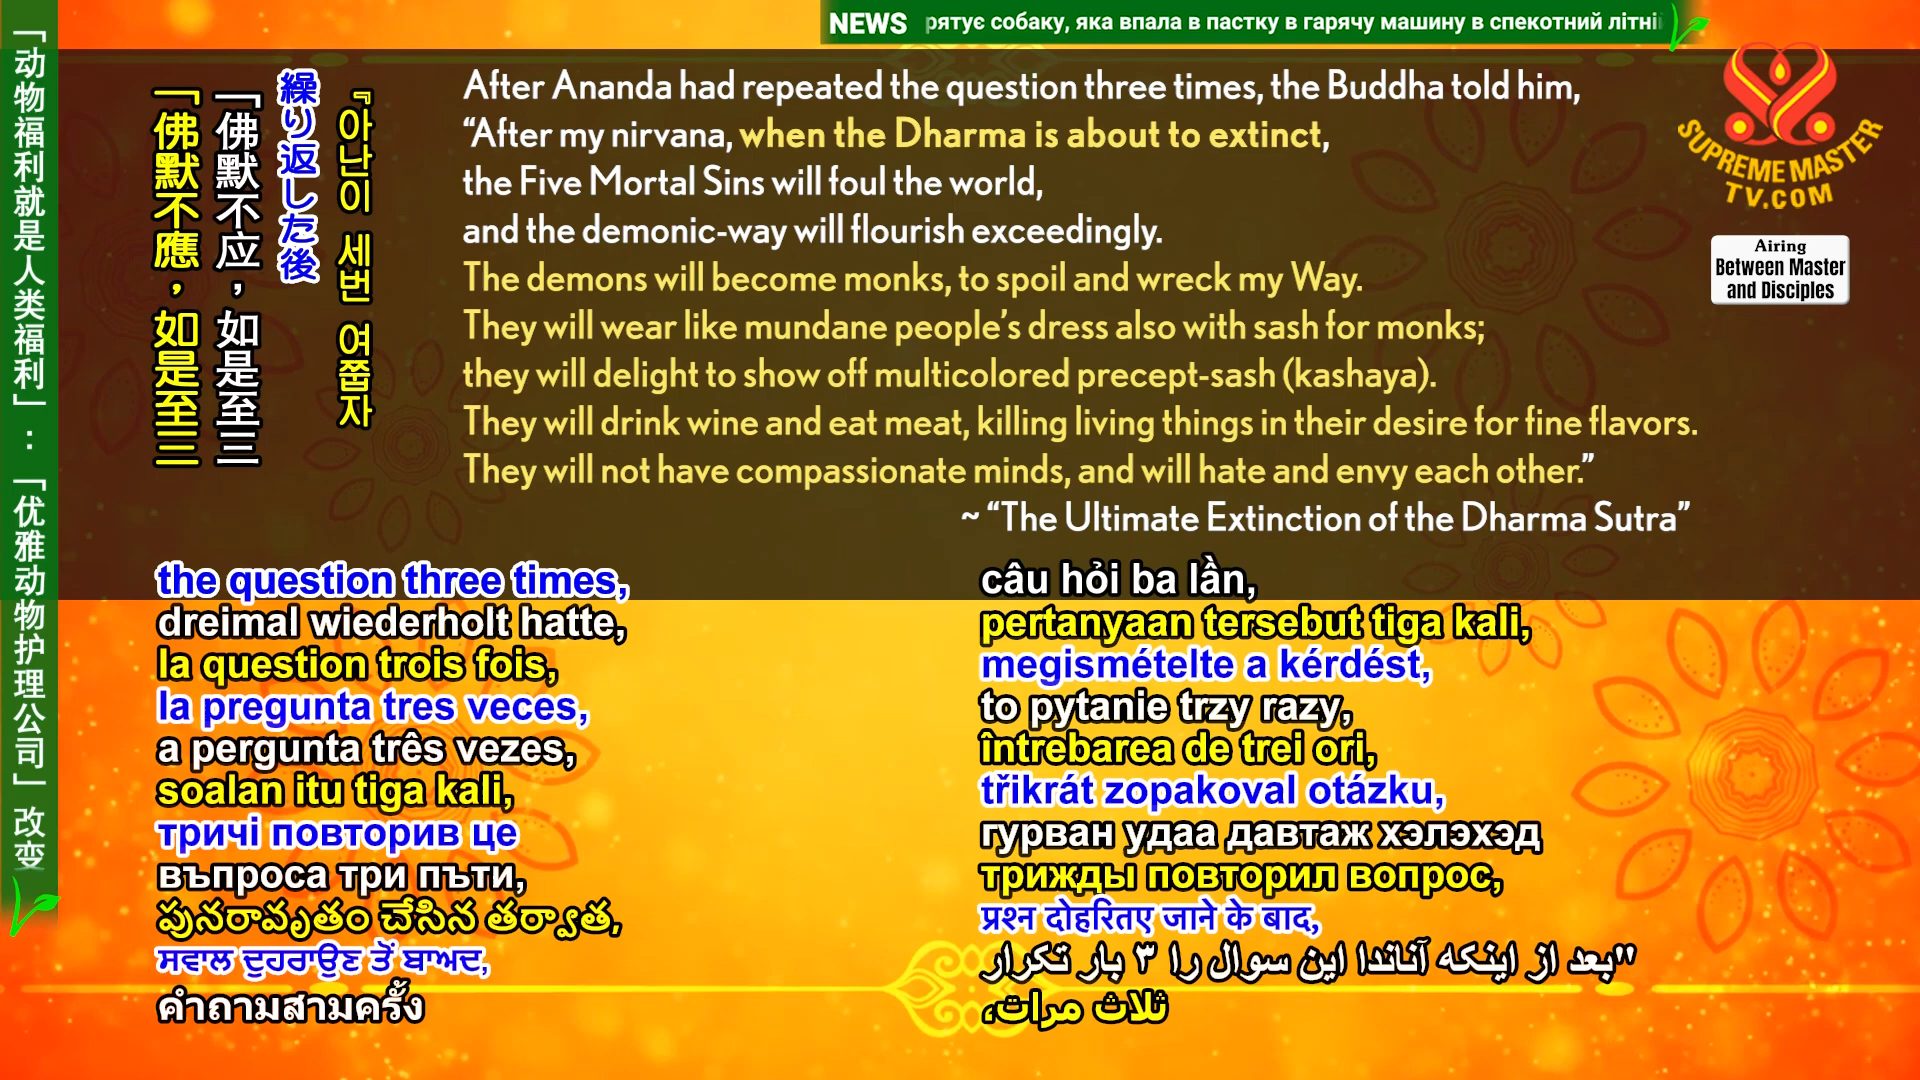 NEWS рятує собаку, яка впала в пастку в гарячу машину в спекотний літні
「动物福利就是人类福利」:「优雅动物护理公司」改变
「佛默不應，如是至三
「佛默不应，如是至三
繰り返した後
『아난이 세번 여쭙자
After Ananda had repeated the question three times, the Buddha told him,
“After my nirvana, when the Dharma is about to extinct,
the Five Mortal Sins will foul the world,
and the demonic-way will flourish exceedingly.
The demons will become monks, to spoil and wreck my Way.
They will wear like mundane people’s dress also with sash for monks;
they will delight to show off multicolored precept-sash (kashaya).
They will drink wine and eat meat, killing living things in their desire for fine flavors.
They will not have compassionate minds, and will hate and envy each other.”
~ “The Ultimate Extinction of the Dharma Sutra”
SUPREME MASTER
TV.COM
Airing
Between Master
and Disciples
the question three times,
dreimal wiederholt hatte,
la question trois fois,
la pregunta tres veces,
a pergunta três vezes,
soalan itu tiga kali,
тричі повторив це
въпроса три пъти,
పునరావృతం చేసిన తర్వాత,
ਸਵਾਲ ਦੁਹਰਾਉਣ ਤੋਂ ਬਾਅਦ,
คำถามสามครั้ง
câu hỏi ba lần,
pertanyaan tersebut tiga kali,
megismételte a kérdést,
to pytanie trzy razy,
întrebarea de trei ori,
třikrát zopakoval otázku,
гурван удаа давтаж хэлэхэд
трижды повторил вопрос,
प्रश्न दोहरितए जाने के बाद,
"بعد از اینکه آناندا این سوال را ۳ بار تکرار
ثلاث مرات،